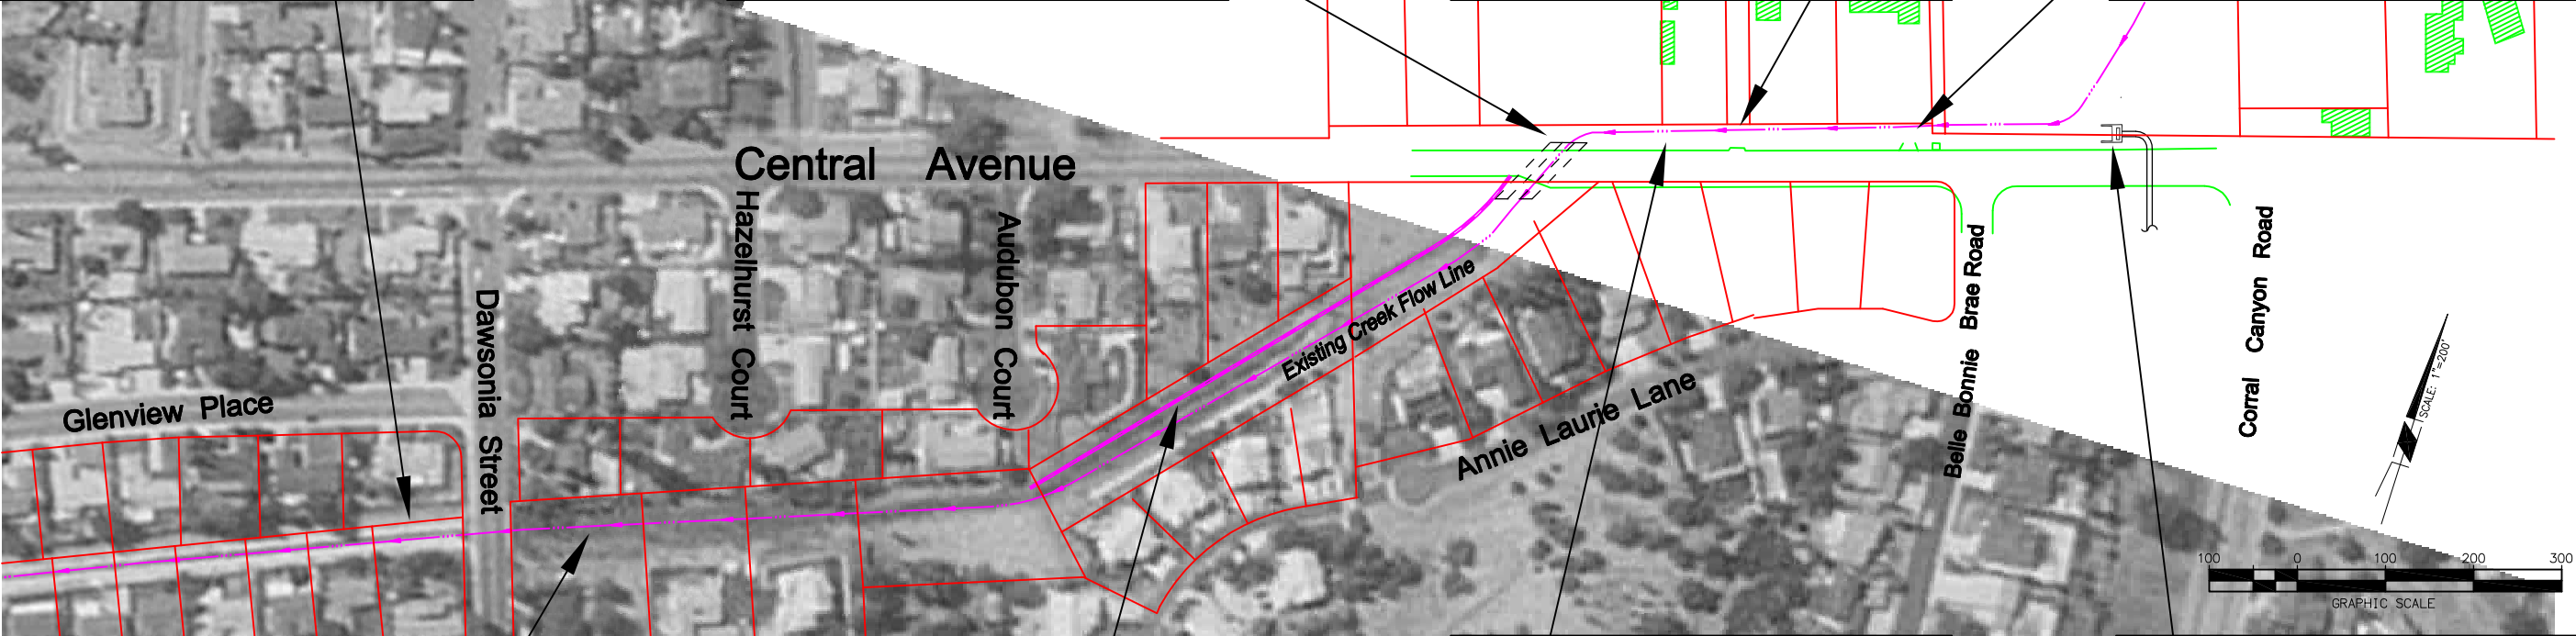 Central Avenue
Hazelhurst Court
Audubon Court
Dawsonia Street
Glenview Place
Existing Creek Flow Line
Annie Laurie Lane
Belle Bonnie Brae Road
Corral Canyon Road
SCALE: 1"=200'
100 0 100 200 300
GRAPHIC SCALE